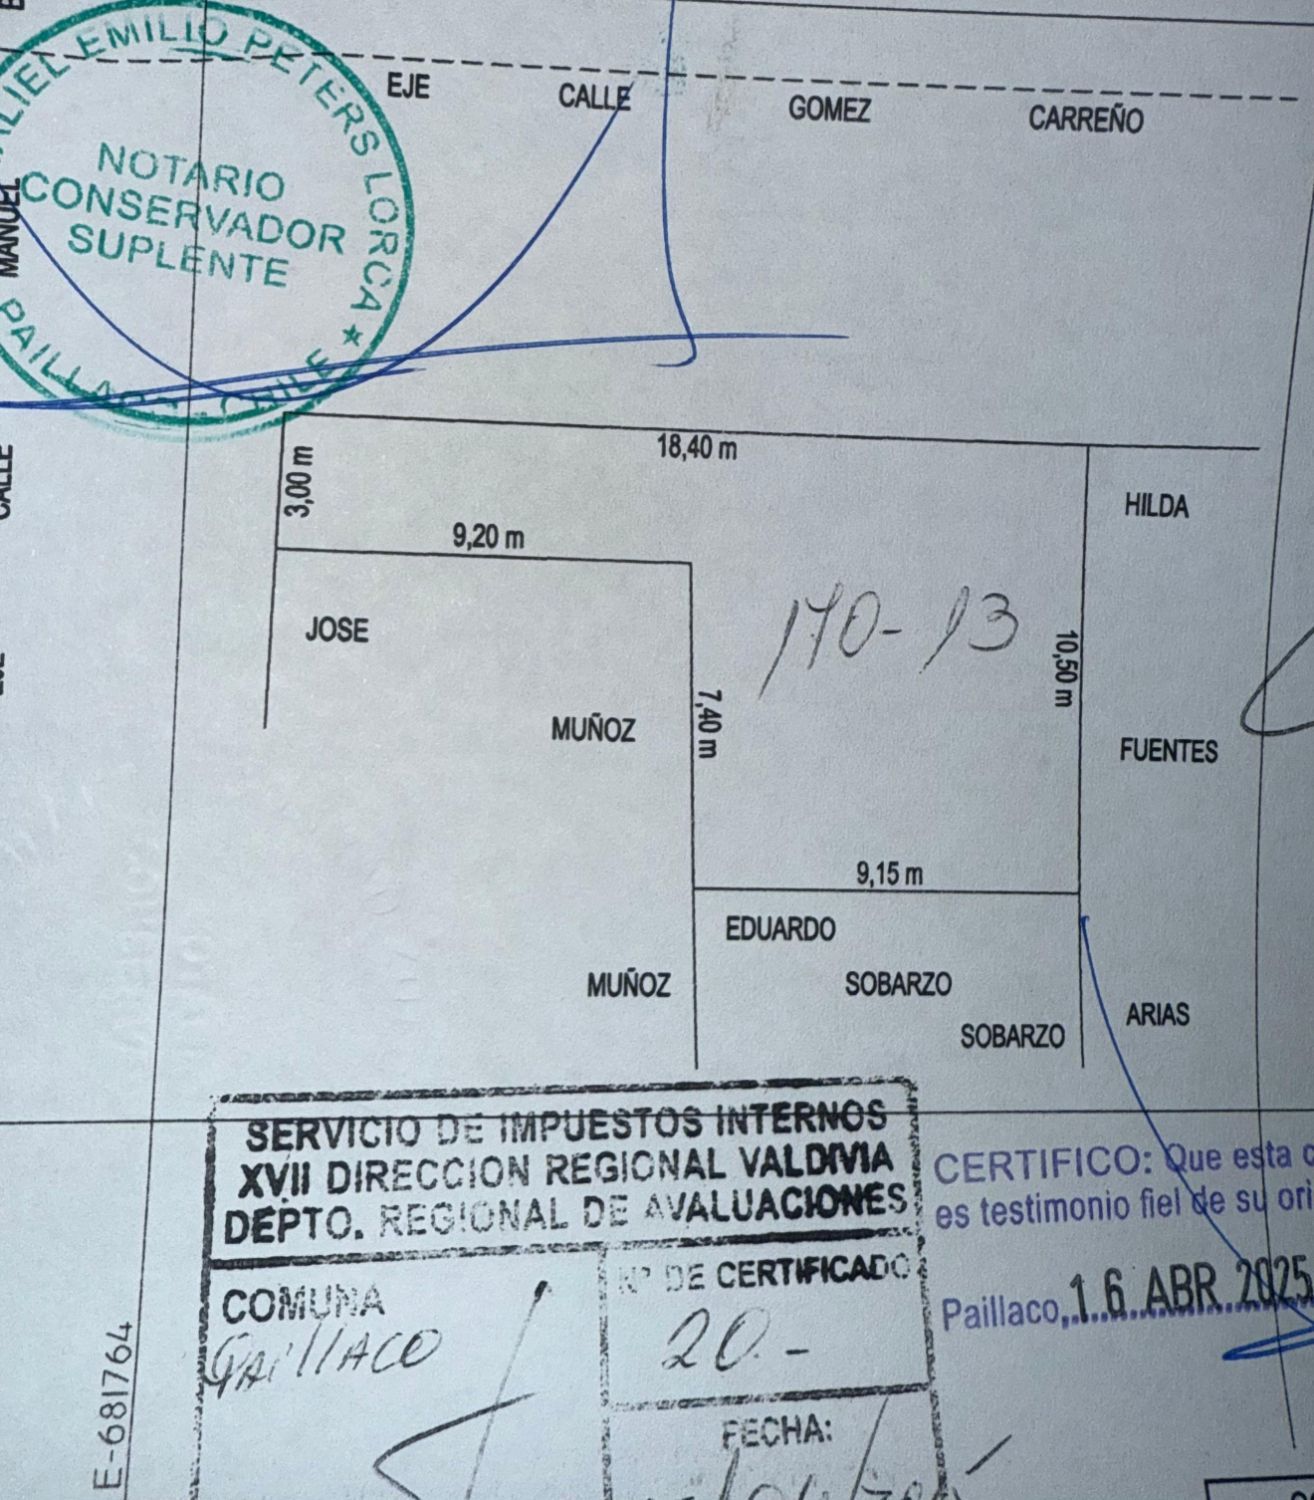 EMILIO PETERS LORCA ★
NOTARIO
CONSERVADOR
SUPLENTE
EJE CALLE GOMEZ CARREÑO
MANUEL
CALLE
18,40 m
3,00 m
9,20 m
HILDA
JOSE
170-13
10,50 m
MUÑOZ
7,40 m
FUENTES
9,15 m
EDUARDO
MUÑOZ
SOBARZO
SOBARZO
ARIAS
SERVICIO DE IMPUESTOS INTERNOS
XVII DIRECCION REGIONAL VALDIVIA
DEPTO. REGIONAL DE AVALUACIONES
CERTIFICO: Que esta
es testimonio fiel de su
COMUNA
PAILLACO
Nº DE CERTIFICADO
20.-
Paillaco, 16 ABR 2025
FECHA:
E-681764